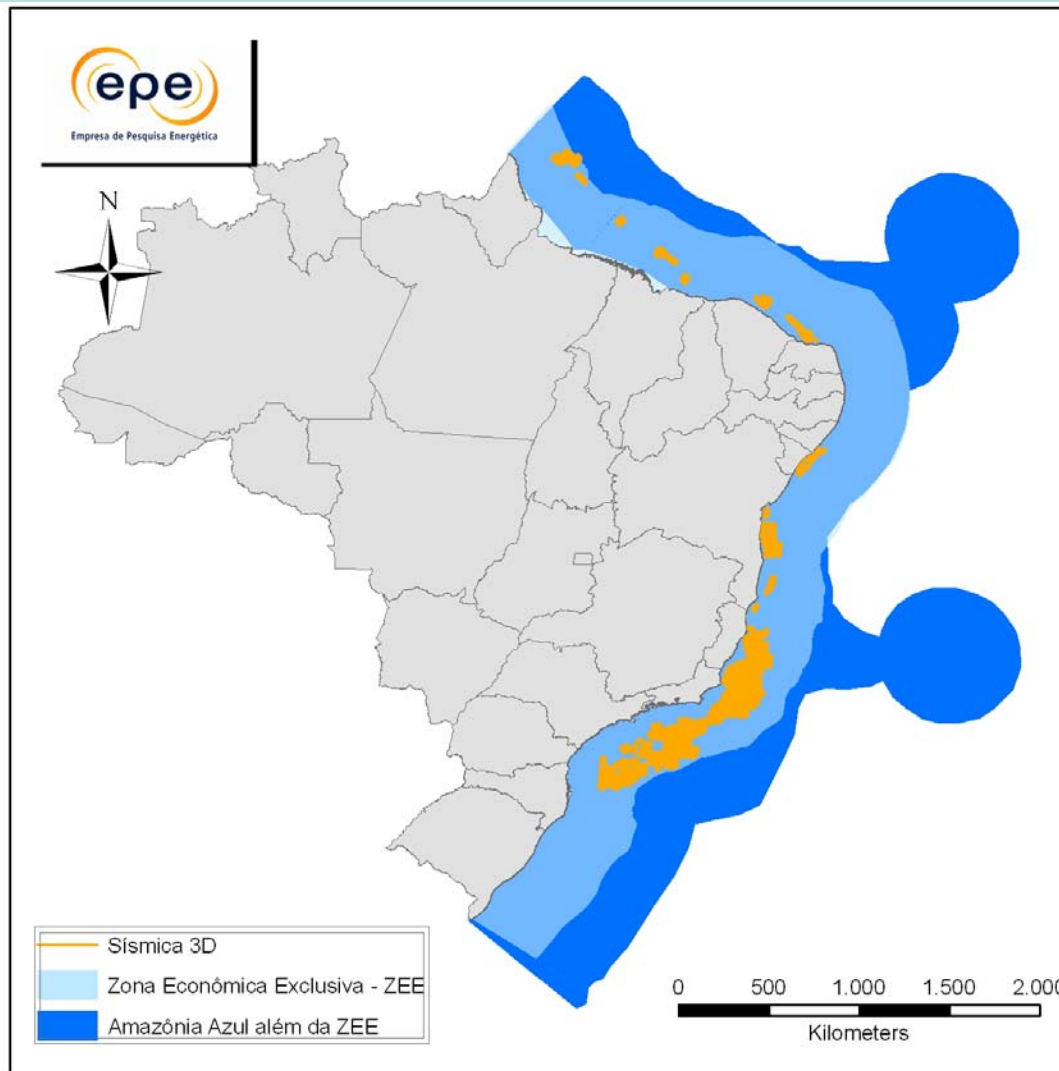 epe
Empresa de Pesquisa Energética
N
Sísmica 3D
Zona Econômica Exclusiva - ZEE
Amazônia Azul além da ZEE
0 500 1.000 1.500 2.000
Kilometers